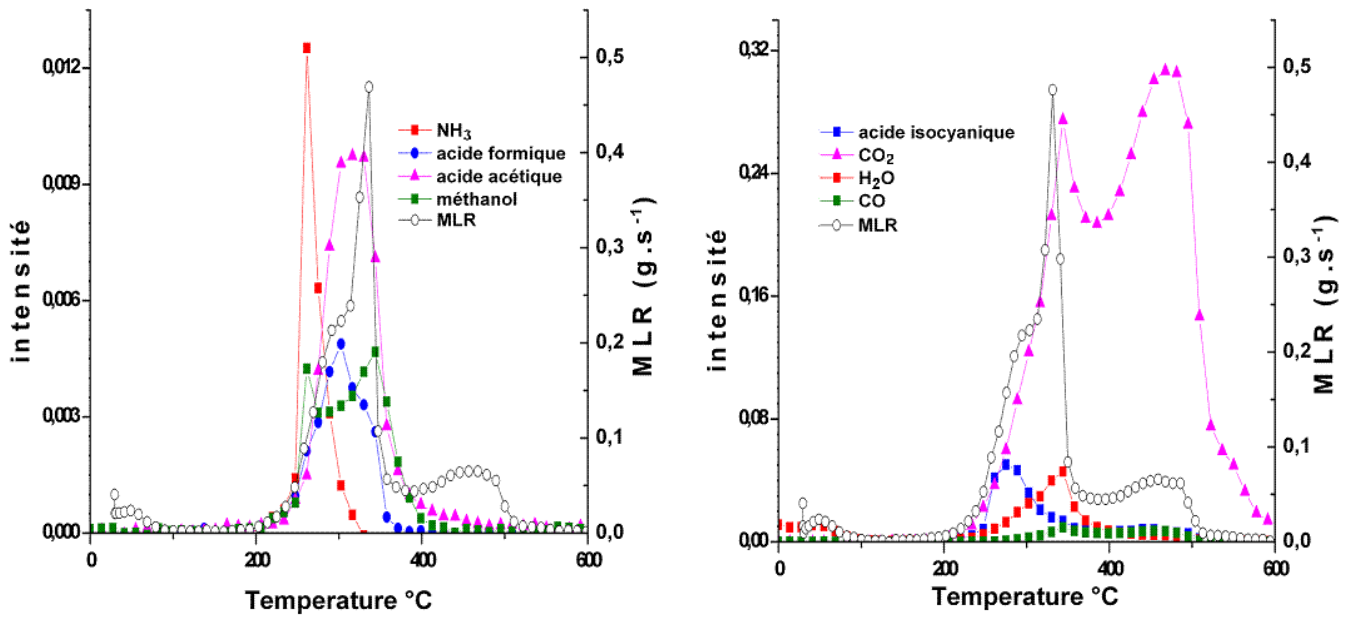 0,012
0,009
0,006
0,003
0,000
intensité
0,5
0,4
0,3
0,2
0,1
0,0
MLR (g.s⁻¹)
NH₃
acide formique
acide acétique
méthanol
MLR
0 200 400 600
Temperature °C
0,32
0,24
0,16
0,08
0,00
intensité
0,5
0,4
0,3
0,2
0,1
0,0
MLR (g.s⁻¹)
acide isocyanique
CO₂
H₂O
CO
MLR
0 200 400 600
Temperature °C